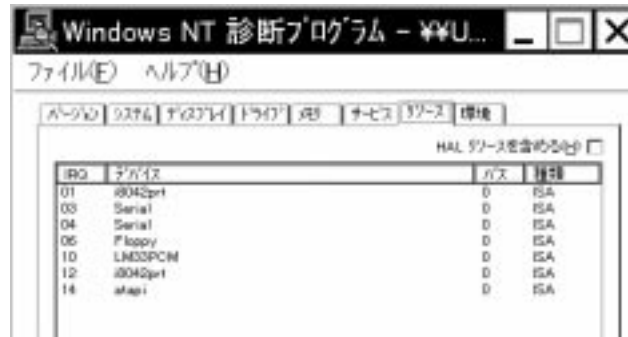 Windows NT 診断ﾌﾟﾛｸﾞﾗﾑ - ¥¥U...
ﾌｧｲﾙ(F) ﾍﾙﾌﾟ(H)
ﾊﾞｰｼﾞｮﾝ ｼｽﾃﾑ ﾃﾞｨｽﾌﾟﾚｲ ﾄﾞﾗｲﾌﾞ ﾒﾓﾘ ｻｰﾋﾞｽ ﾘｿｰｽ 環境
HAL ﾘｿｰｽを含める(H)
IRQ ﾃﾞﾊﾞｲｽ ﾊﾞｽ 種類
01 i8042prt 0 ISA
03 Serial 0 ISA
04 Serial 0 ISA
06 Floppy 0 ISA
10 LM33PCM 0 ISA
12 i8042prt 0 ISA
14 atapi 0 ISA